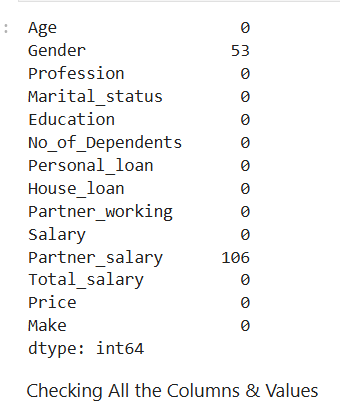 :
Age 0
Gender 53
Profession 0
Marital_status 0
Education 0
No_of_Dependents 0
Personal_loan 0
House_loan 0
Partner_working 0
Salary 0
Partner_salary 106
Total_salary 0
Price 0
Make 0
dtype: int64
Checking All the Columns & Values